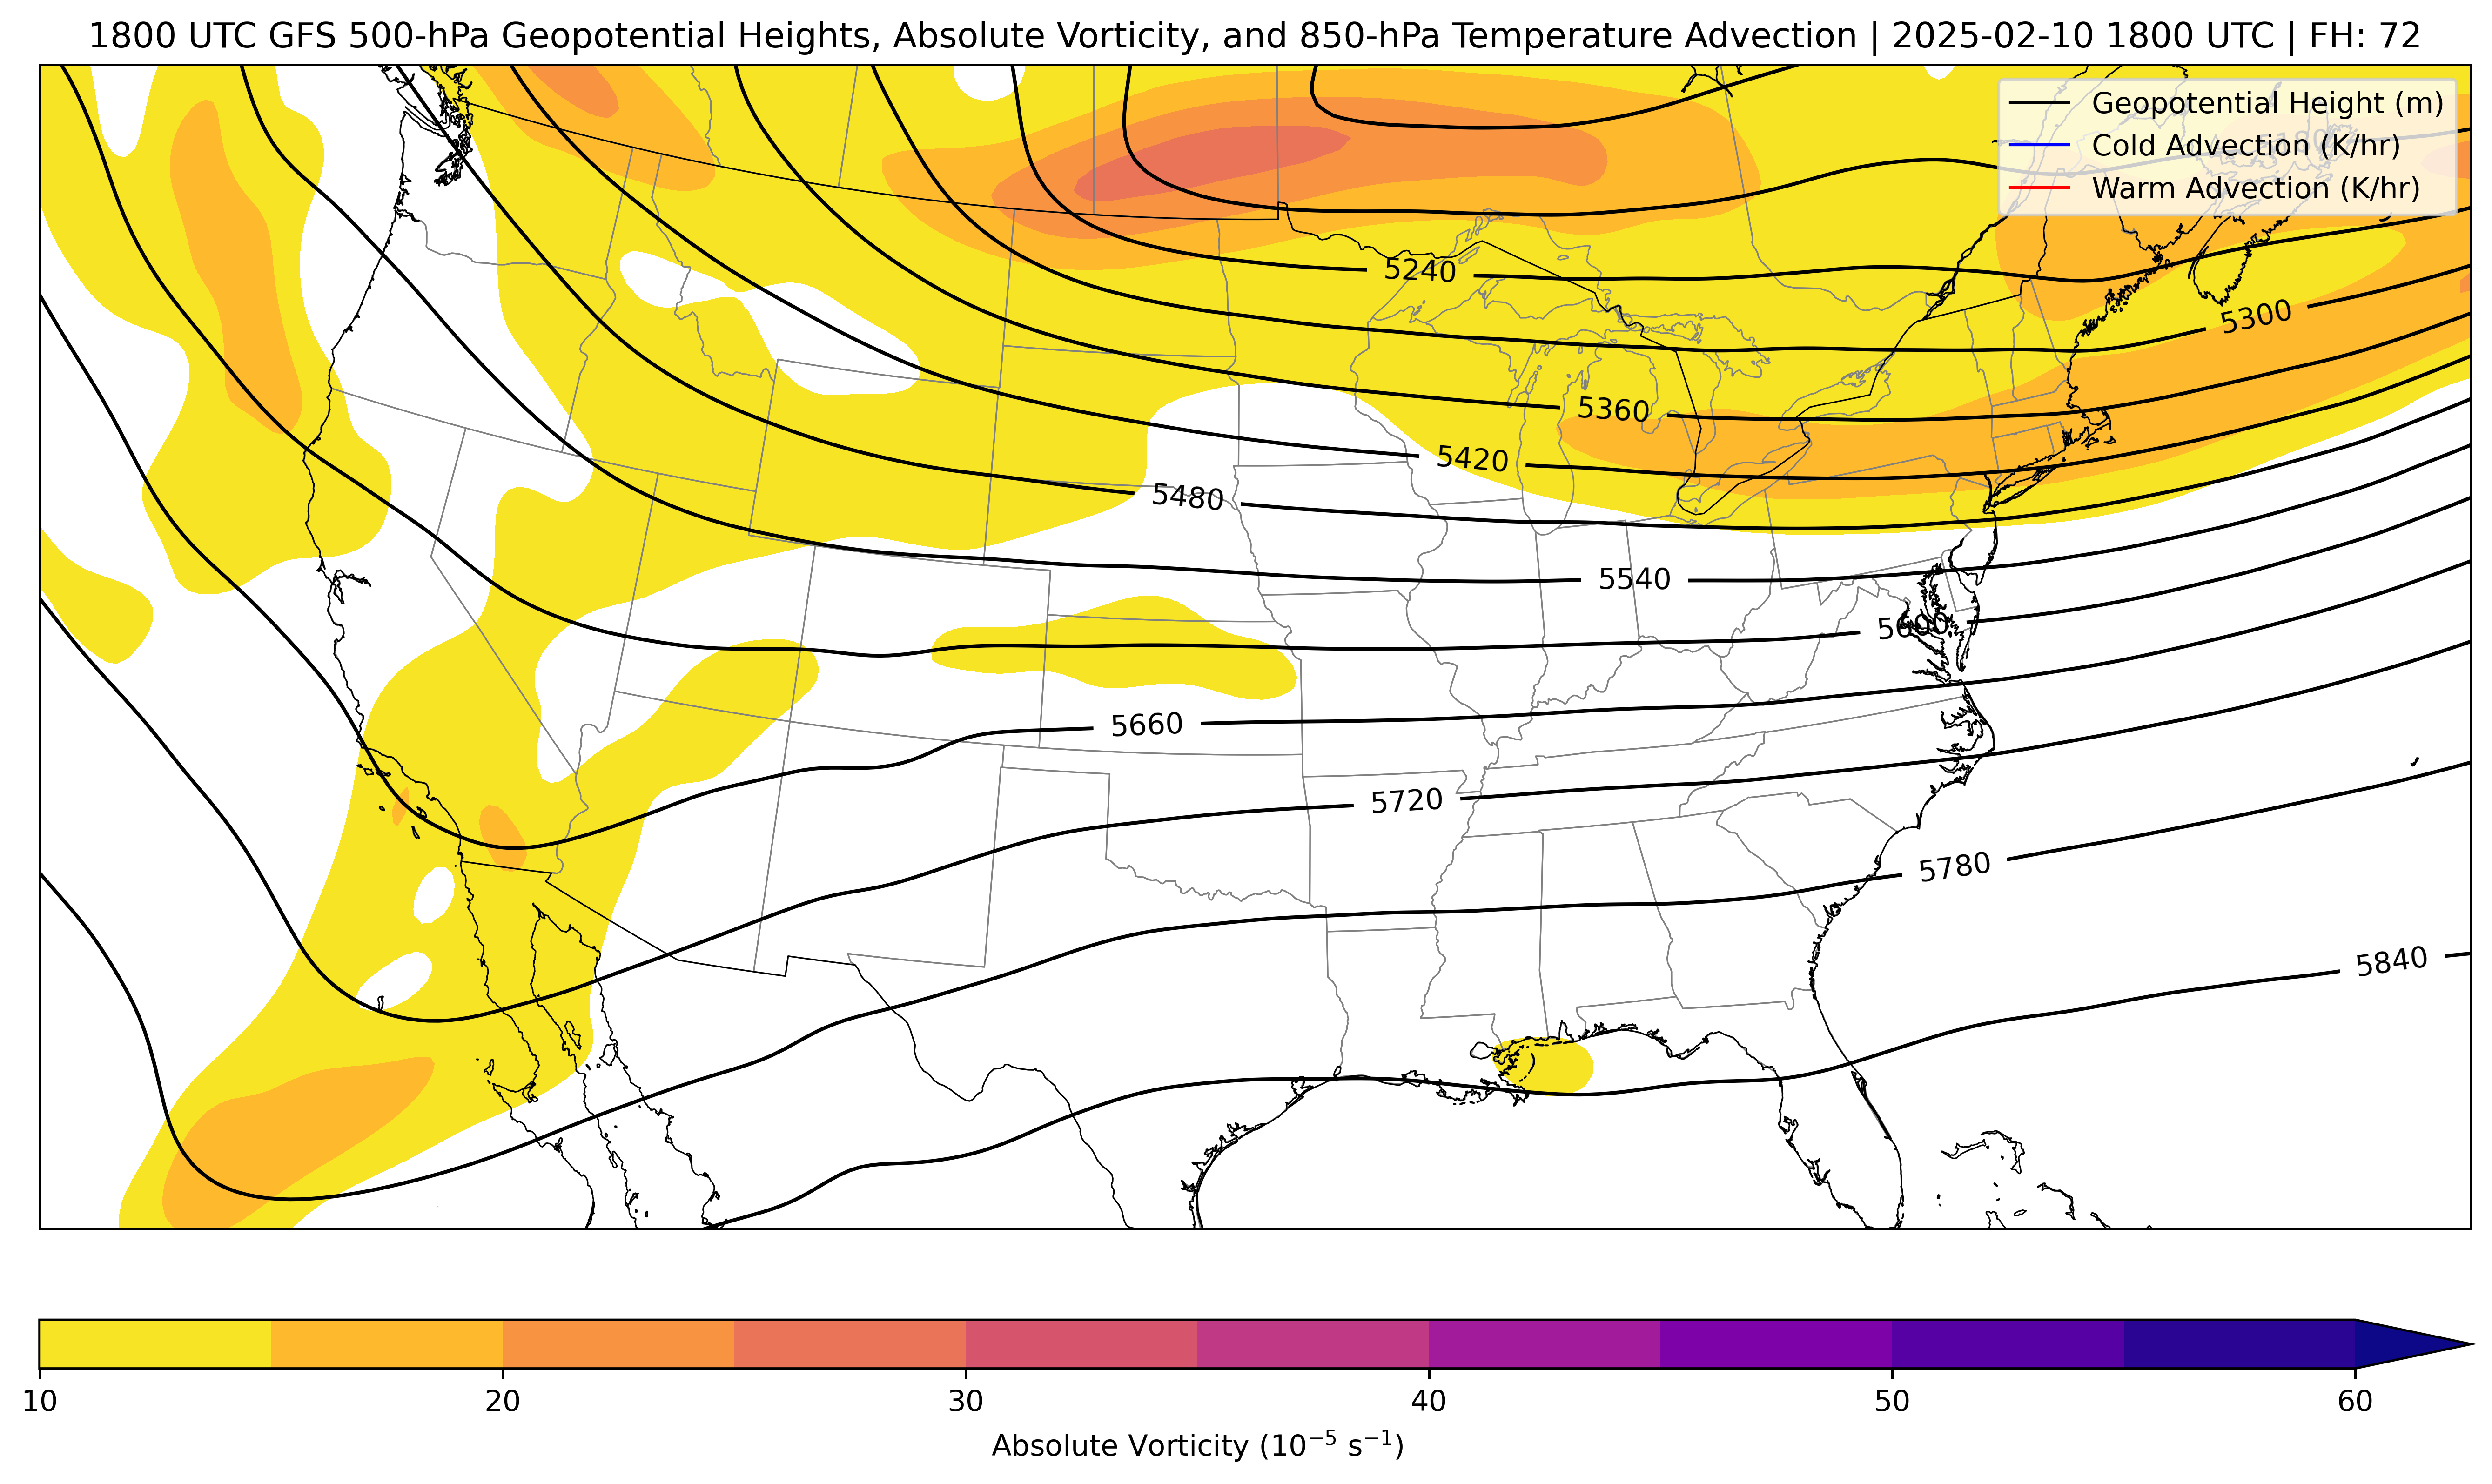 1800 UTC GFS 500-hPa Geopotential Heights, Absolute Vorticity, and 850-hPa Temperature Advection | 2025-02-10 1800 UTC | FH: 72
Geopotential Height (m)
Cold Advection (K/hr)
Warm Advection (K/hr)
5180
5240
5300
5360
5420
5480
5540
5600
5660
5720
5780
5840
10 20 30 40 50 60
Absolute Vorticity (10⁻⁵ s⁻¹)